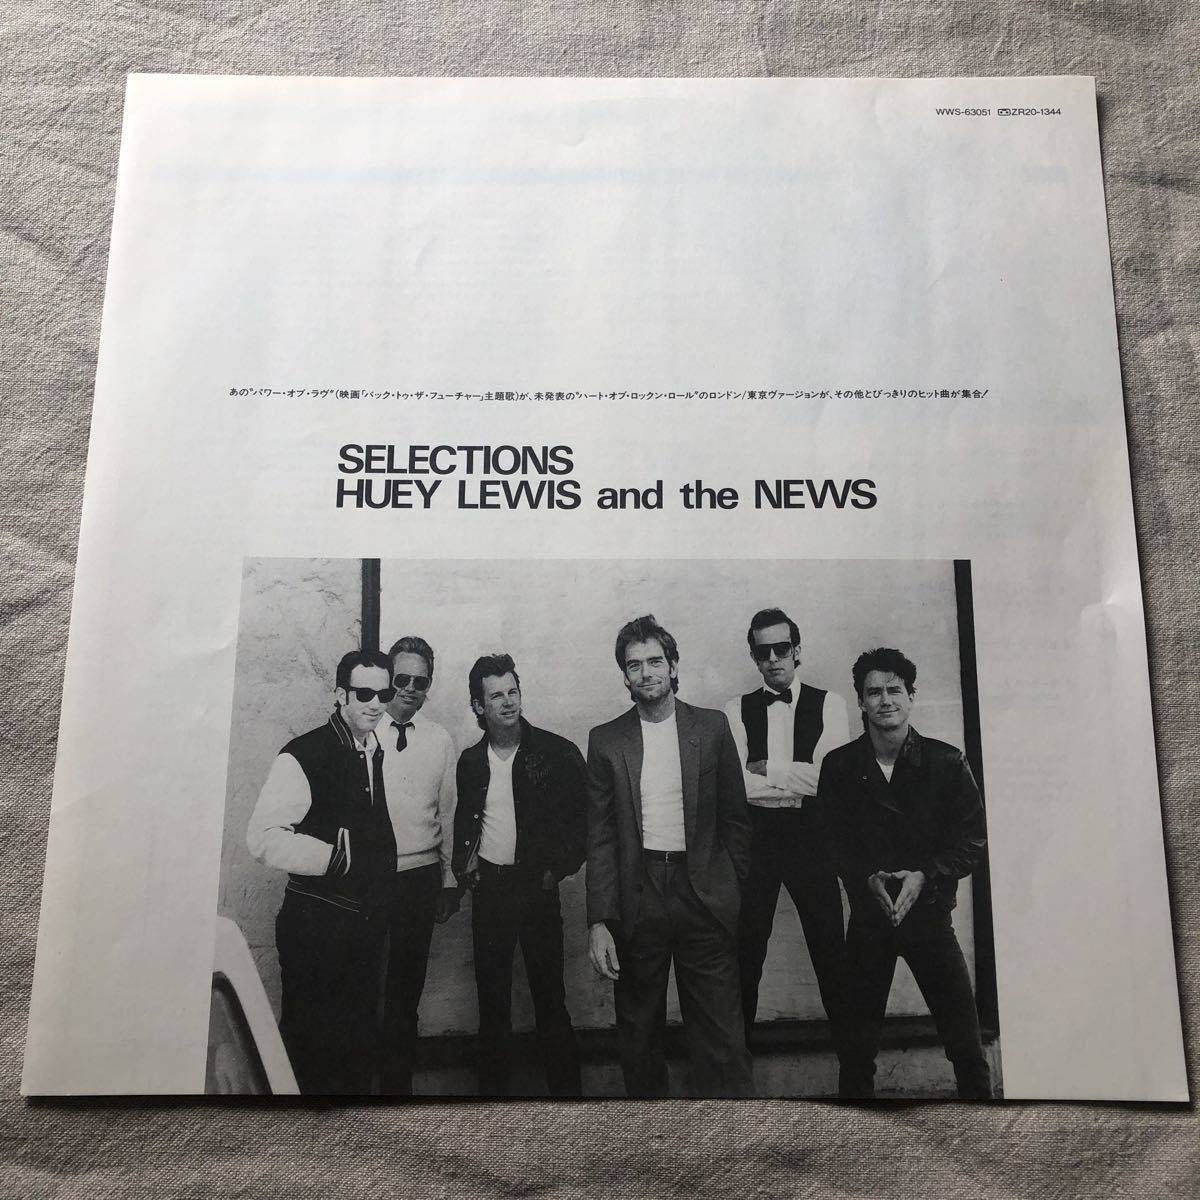 WWS-63051 ZR20-1344
あの"パワー・オブ・ラヴ"(映画「バック・トゥ・ザ・フューチャー」主題歌)が、未発表の"ハート・オブ・ロックン・ロール"のロンドン/東京ヴァージョンが、その他とびっきりのヒット曲が集合!
SELECTIONS
HUEY LEWIS and the NEWS